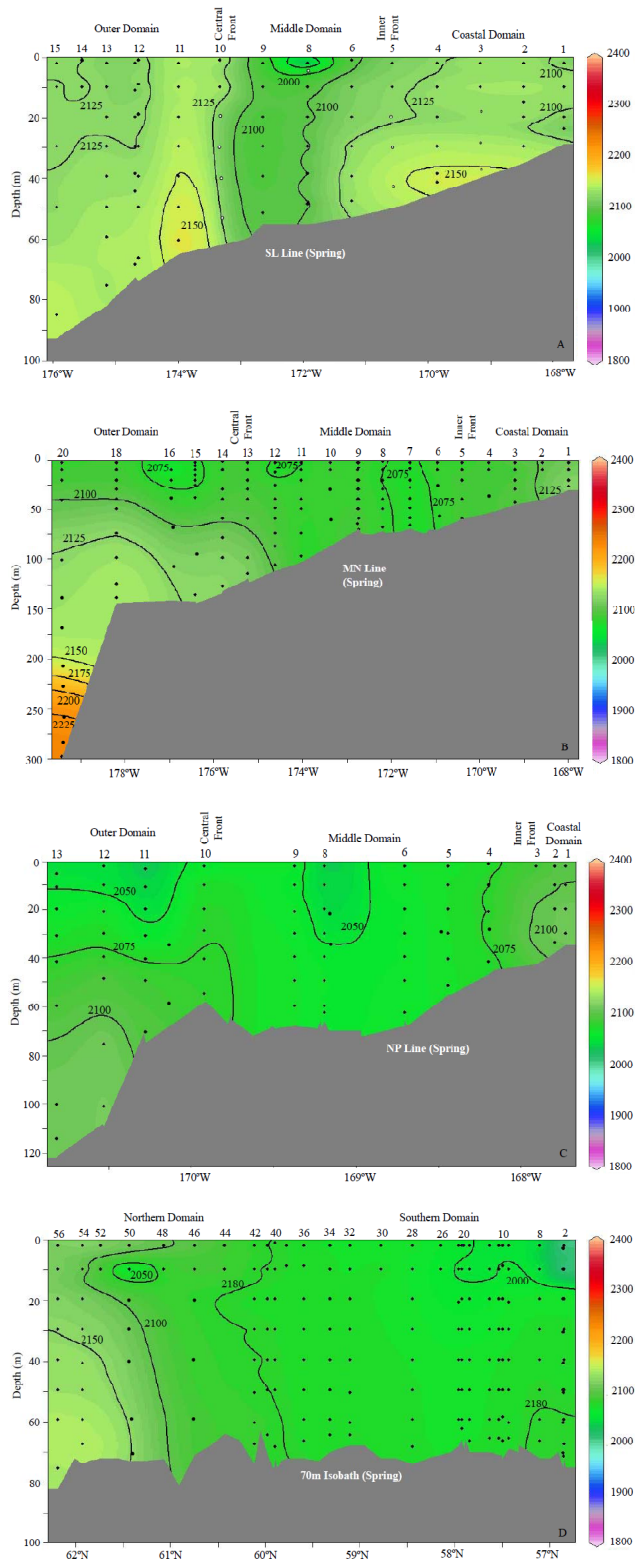 Outer Domain Central Front Middle Domain Inner Front Coastal Domain
15 14 13 12 11 10 9 8 6 5 4 3 2 1
0 20 40 60 80 100
Depth (m)
2125 2125 2150 2125 2100 2000 2100 2125 2150 2100 2100
SL Line (Spring)
A
176°W 174°W 172°W 170°W 168°W
2400 2300 2200 2100 2000 1900 1800
Outer Domain Central Front Middle Domain Inner Front Coastal Domain
20 18 16 15 14 13 12 11 10 9 8 7 6 5 4 3 2 1
0 50 100 150 200 250 300
Depth (m)
2100 2125 2150 2175 2200 2225 2075 2075 2075 2075 2125
MN Line
(Spring)
B
178°W 176°W 174°W 172°W 170°W 168°W
2400 2300 2200 2100 2000 1900 1800
Outer Domain Central Front Middle Domain Inner Front Coastal Domain
13 12 11 10 9 8 6 5 4 3 2 1
0 20 40 60 80 100 120
Depth (m)
2050 2075 2100 2050 2075 2100
NP Line (Spring)
C
170°W 169°W 168°W
2400 2300 2200 2100 2000 1900 1800
Northern Domain Southern Domain
56 54 52 50 48 46 44 42 40 36 34 32 30 28 26 20 10 8 2
0 20 40 60 80 100
Depth (m)
2050 2100 2150 2180 2000 2180
70m Isobath (Spring)
D
62°N 61°N 60°N 59°N 58°N 57°N
2400 2300 2200 2100 2000 1900 1800